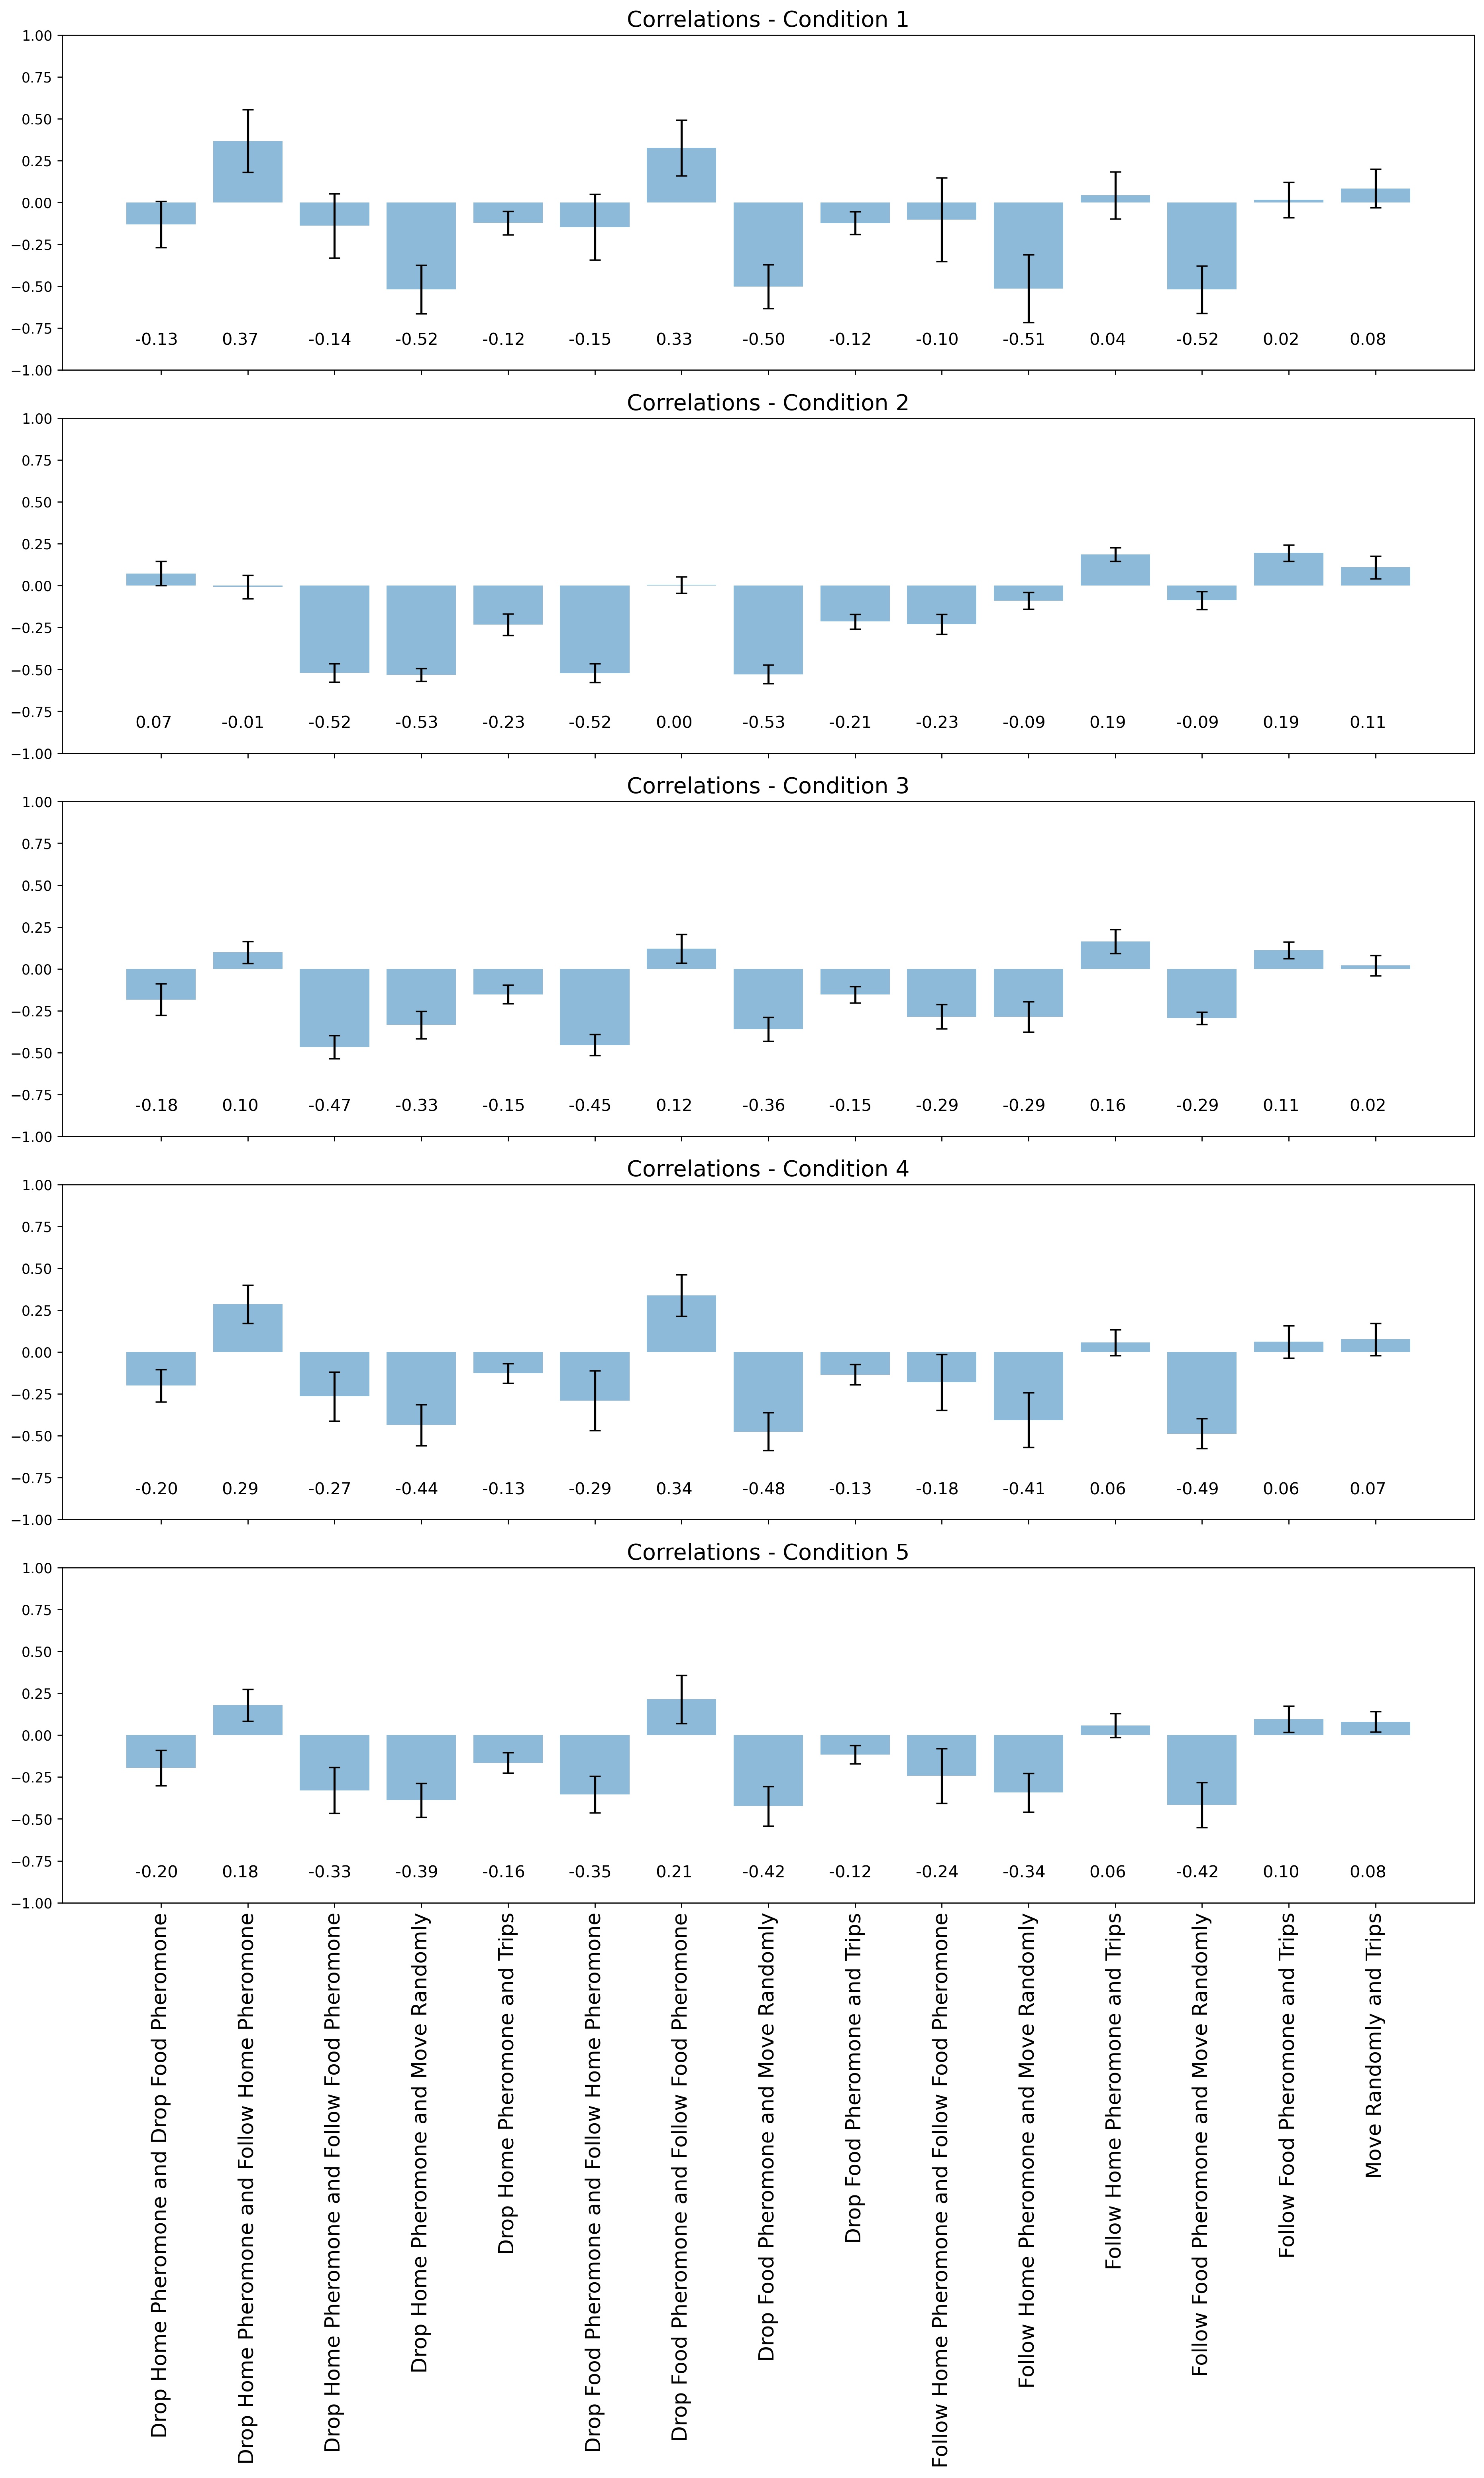 Correlations - Condition 1
1.00
0.75
0.50
0.25
0.00
−0.25
−0.50
−0.75
−1.00
-0.13 0.37 -0.14 -0.52 -0.12 -0.15 0.33 -0.50 -0.12 -0.10 -0.51 0.04 -0.52 0.02 0.08
Correlations - Condition 2
1.00
0.75
0.50
0.25
0.00
−0.25
−0.50
−0.75
−1.00
0.07 -0.01 -0.52 -0.53 -0.23 -0.52 0.00 -0.53 -0.21 -0.23 -0.09 0.19 -0.09 0.19 0.11
Correlations - Condition 3
1.00
0.75
0.50
0.25
0.00
−0.25
−0.50
−0.75
−1.00
-0.18 0.10 -0.47 -0.33 -0.15 -0.45 0.12 -0.36 -0.15 -0.29 -0.29 0.16 -0.29 0.11 0.02
Correlations - Condition 4
1.00
0.75
0.50
0.25
0.00
−0.25
−0.50
−0.75
−1.00
-0.20 0.29 -0.27 -0.44 -0.13 -0.29 0.34 -0.48 -0.13 -0.18 -0.41 0.06 -0.49 0.06 0.07
Correlations - Condition 5
1.00
0.75
0.50
0.25
0.00
−0.25
−0.50
−0.75
−1.00
-0.20 0.18 -0.33 -0.39 -0.16 -0.35 0.21 -0.42 -0.12 -0.24 -0.34 0.06 -0.42 0.10 0.08
Drop Home Pheromone and Drop Food Pheromone
Drop Home Pheromone and Follow Home Pheromone
Drop Home Pheromone and Follow Food Pheromone
Drop Home Pheromone and Move Randomly
Drop Home Pheromone and Trips
Drop Food Pheromone and Follow Home Pheromone
Drop Food Pheromone and Follow Food Pheromone
Drop Food Pheromone and Move Randomly
Drop Food Pheromone and Trips
Follow Home Pheromone and Follow Food Pheromone
Follow Home Pheromone and Move Randomly
Follow Home Pheromone and Trips
Follow Food Pheromone and Move Randomly
Follow Food Pheromone and Trips
Move Randomly and Trips